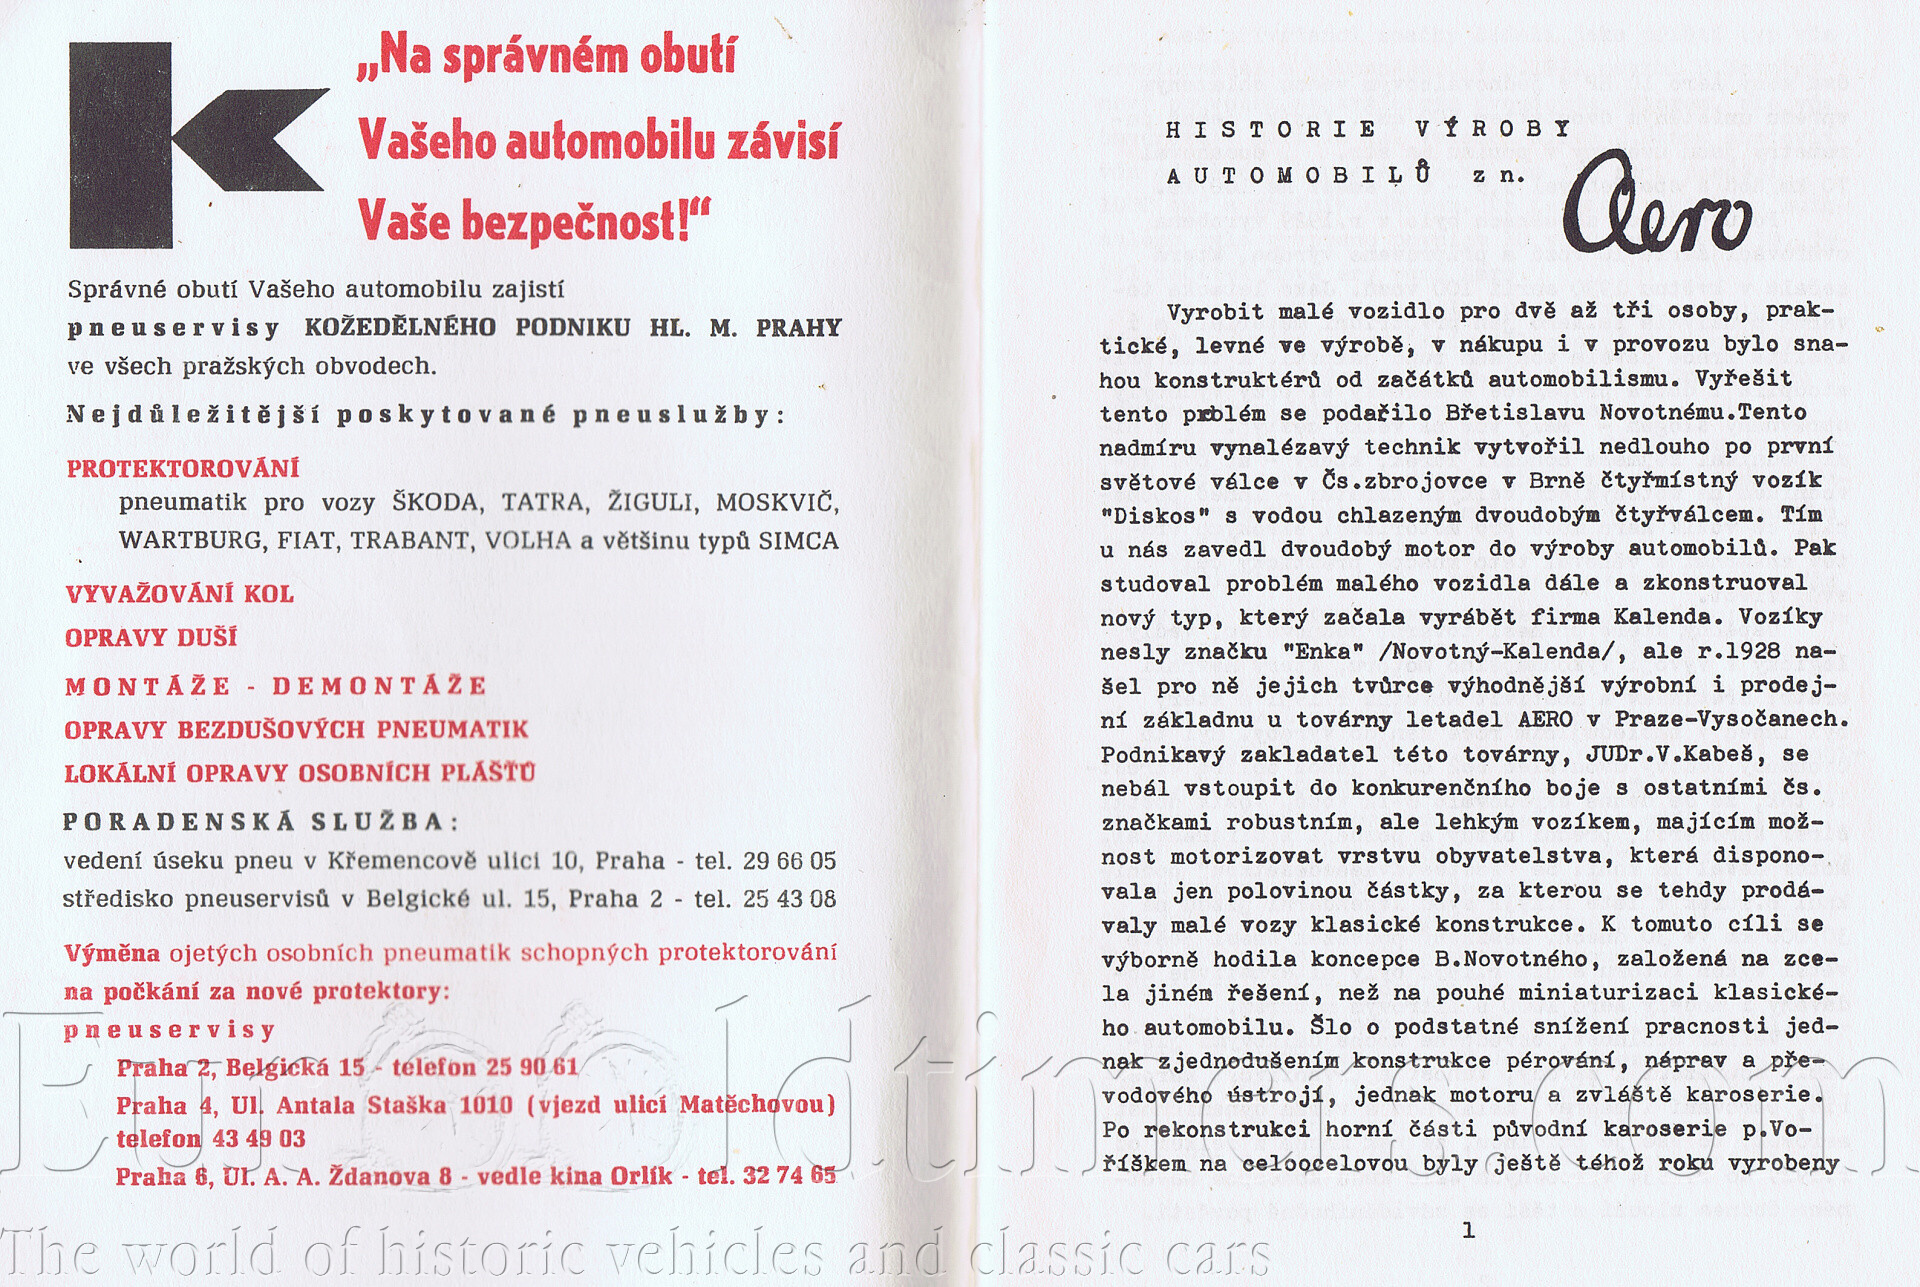 „Na správném obutí
Vašeho automobilu závisí
Vaše bezpečnost!“
Správné obutí Vašeho automobilu zajistí
pneuservisy KOŽEDĚLNÉHO PODNIKU HL. M. PRAHY
ve všech pražských obvodech.
Nejdůležitější poskytované pneuslužby:
PROTEKTOROVÁNÍ
pneumatik pro vozy ŠKODA, TATRA, ŽIGULI, MOSKVIČ,
WARTBURG, FIAT, TRABANT, VOLHA a většinu typů SIMCA
VYVAŽOVÁNÍ KOL
OPRAVY DUŠÍ
MONTÁŽE - DEMONTÁŽE
OPRAVY BEZDUŠOVÝCH PNEUMATIK
LOKÁLNÍ OPRAVY OSOBNÍCH PLÁŠŤŮ
PORADENSKÁ SLUŽBA:
vedení úseku pneu v Křemencově ulici 10, Praha - tel. 29 66 05
středisko pneuservisů v Belgické ul. 15, Praha 2 - tel. 25 43 08
Výměna ojetých osobních pneumatik schopných protektorování
na počkání za nové protektory:
pneuservisy
Praha 2, Belgická 15 - telefon 25 90 61
Praha 4, Ul. Antala Staška 1010 (vjezd ulicí Matěchovou)
telefon 43 49 03
Praha 6, Ul. A. A. Ždanova 8 - vedle kina Orlík - tel. 32 74 65
HISTORIE VÝROBY
AUTOMOBILŮ zn.
Aero
Vyrobit malé vozidlo pro dvě až tři osoby, prak-
tické, levné ve výrobě, v nákupu i v provozu bylo sna-
hou konstruktérů od začátků automobilismu. Vyřešit
tento prblém se podařilo Břetislavu Novotnému.Tento
nadmíru vynalézavý technik vytvořil nedlouho po první
světové válce v Čs.zbrojovce v Brně čtyřmístný vozík
"Diskos" s vodou chlazeným dvoudobým čtyřválcem. Tím
u nás zavedl dvoudobý motor do výroby automobilů. Pak
studoval problém malého vozidla dále a zkonstruoval
nový typ, který začala vyrábět firma Kalenda. Vozíky
nesly značku "Enka" /Novotný-Kalenda/, ale r.1928 na-
šel pro ně jejich tvůrce výhodnější výrobní i prodej-
ní základnu u továrny letadel AERO v Praze-Vysočanech.
Podnikavý zakladatel této továrny, JUDr.V.Kabeš, se
nebál vstoupit do konkurenčního boje s ostatními čs.
značkami robustním, ale lehkým vozíkem, majícím mož-
nost motorizovat vrstvu obyvatelstva, která dispono-
vala jen polovinou částky, za kterou se tehdy prodá-
valy malé vozy klasické konstrukce. K tomuto cíli se
výborně hodila koncepce B.Novotného, založená na zce-
la jiném řešení, než na pouhé miniaturizaci klasické-
ho automobilu. Šlo o podstatné snížení pracnosti jed-
nak zjednodušením konstrukce pérování, náprav a pře-
vodového ústrojí, jednak motoru a zvláště karoserie.
Po rekonstrukci horní části původní karoserie p.Vo-
říškem na celoocelovou byly ještě téhož roku vyrobeny
1
Eurooldtimers.com
The world of historic vehicles and classic cars